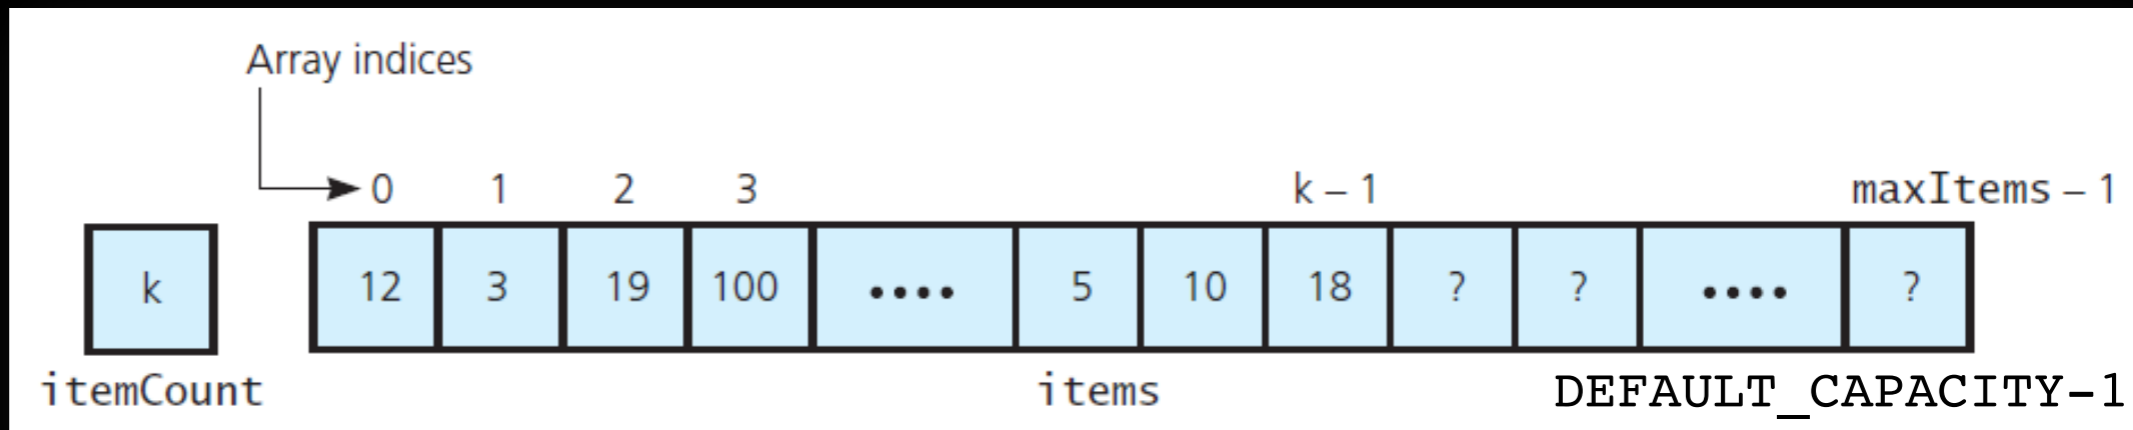 Array indices
0 1 2 3 k – 1 maxItems – 1
k 12 3 19 100 •••• 5 10 18 ? ? •••• ?
itemCount items DEFAULT_CAPACITY-1